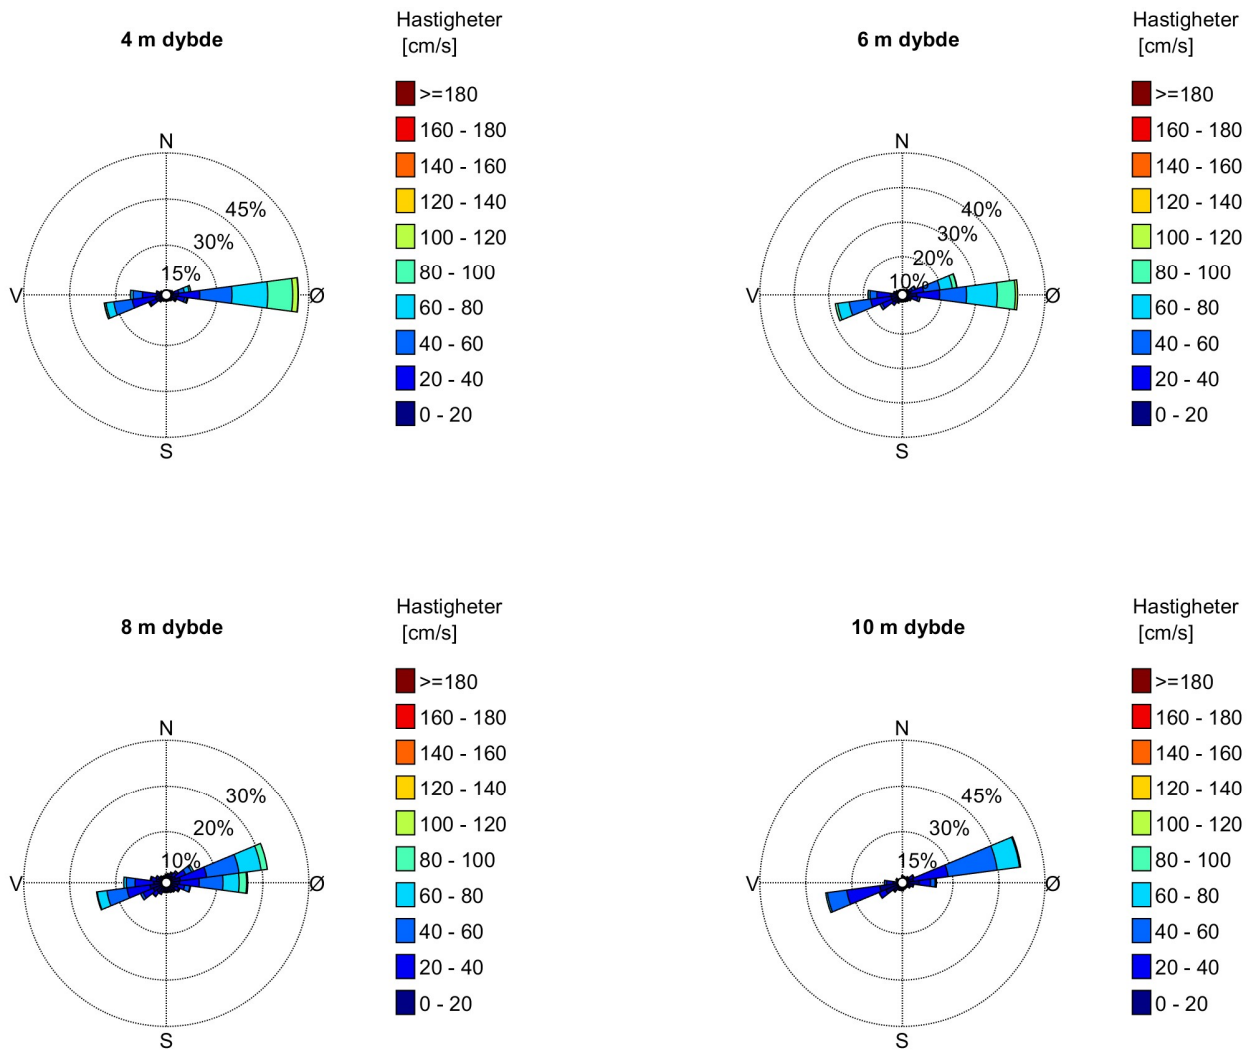 4 m dybde
Hastigheter
[cm/s]
>=180
160 - 180
140 - 160
120 - 140
100 - 120
80 - 100
60 - 80
40 - 60
20 - 40
0 - 20
N
45%
30%
15%
V
Ø
S
6 m dybde
Hastigheter
[cm/s]
>=180
160 - 180
140 - 160
120 - 140
100 - 120
80 - 100
60 - 80
40 - 60
20 - 40
0 - 20
N
40%
30%
20%
10%
V
Ø
S
8 m dybde
Hastigheter
[cm/s]
>=180
160 - 180
140 - 160
120 - 140
100 - 120
80 - 100
60 - 80
40 - 60
20 - 40
0 - 20
N
30%
20%
10%
V
Ø
S
10 m dybde
Hastigheter
[cm/s]
>=180
160 - 180
140 - 160
120 - 140
100 - 120
80 - 100
60 - 80
40 - 60
20 - 40
0 - 20
N
45%
30%
15%
V
Ø
S